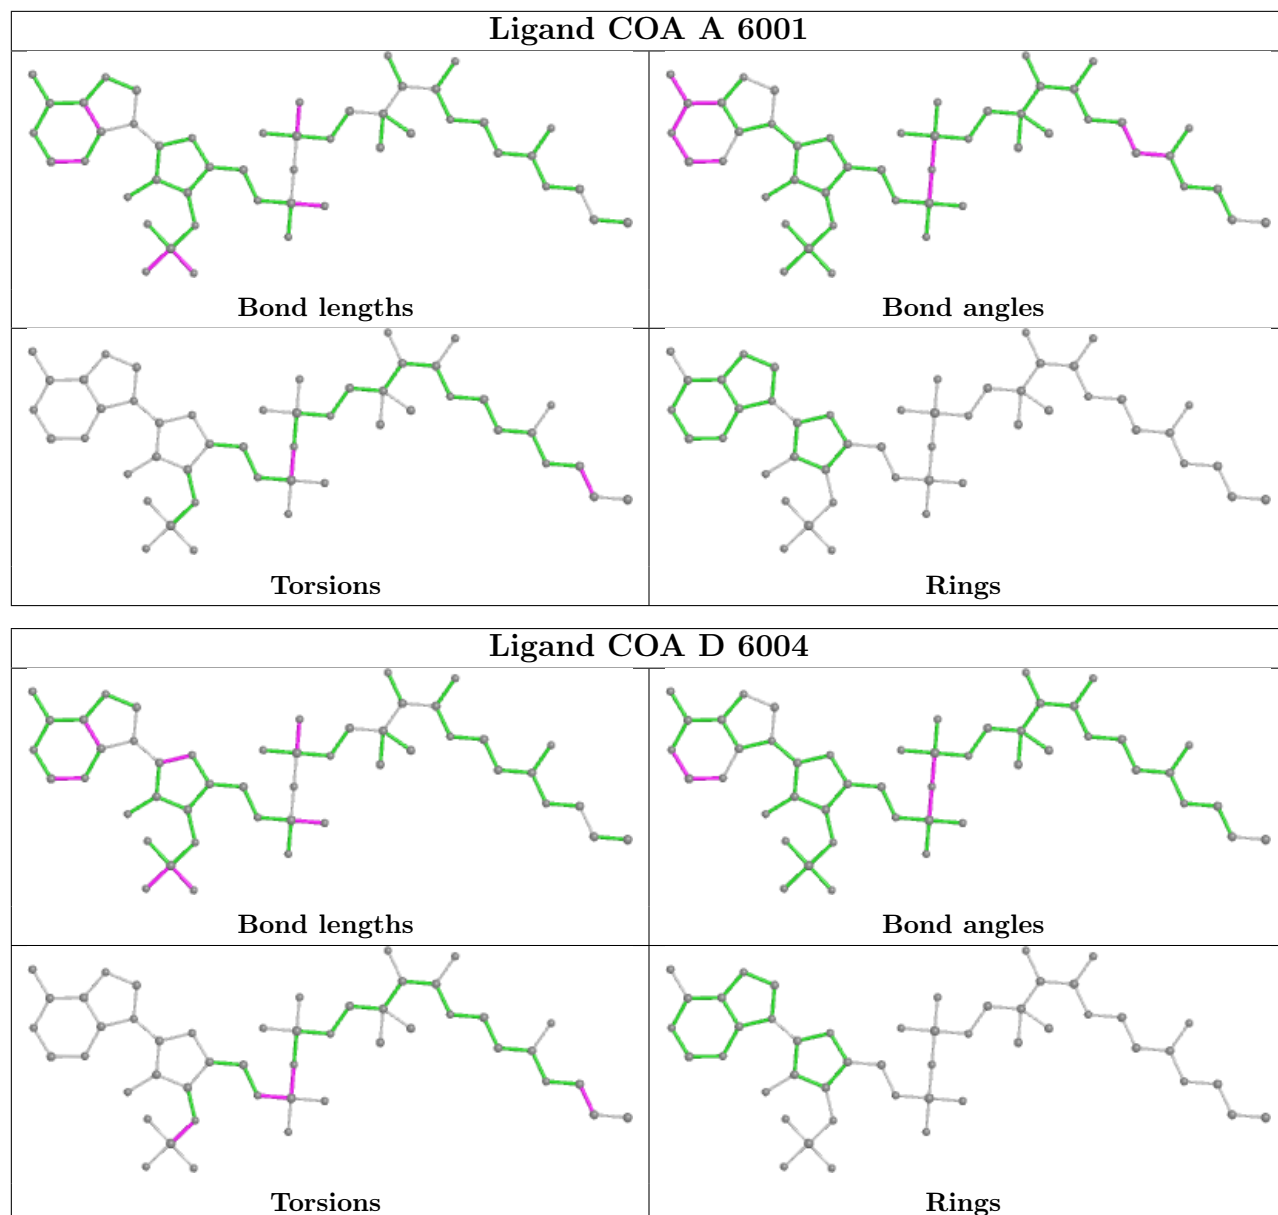 Ligand COA A 6001
Bond lengths
Bond angles
Torsions
Rings
Ligand COA D 6004
Bond lengths
Bond angles
Torsions
Rings